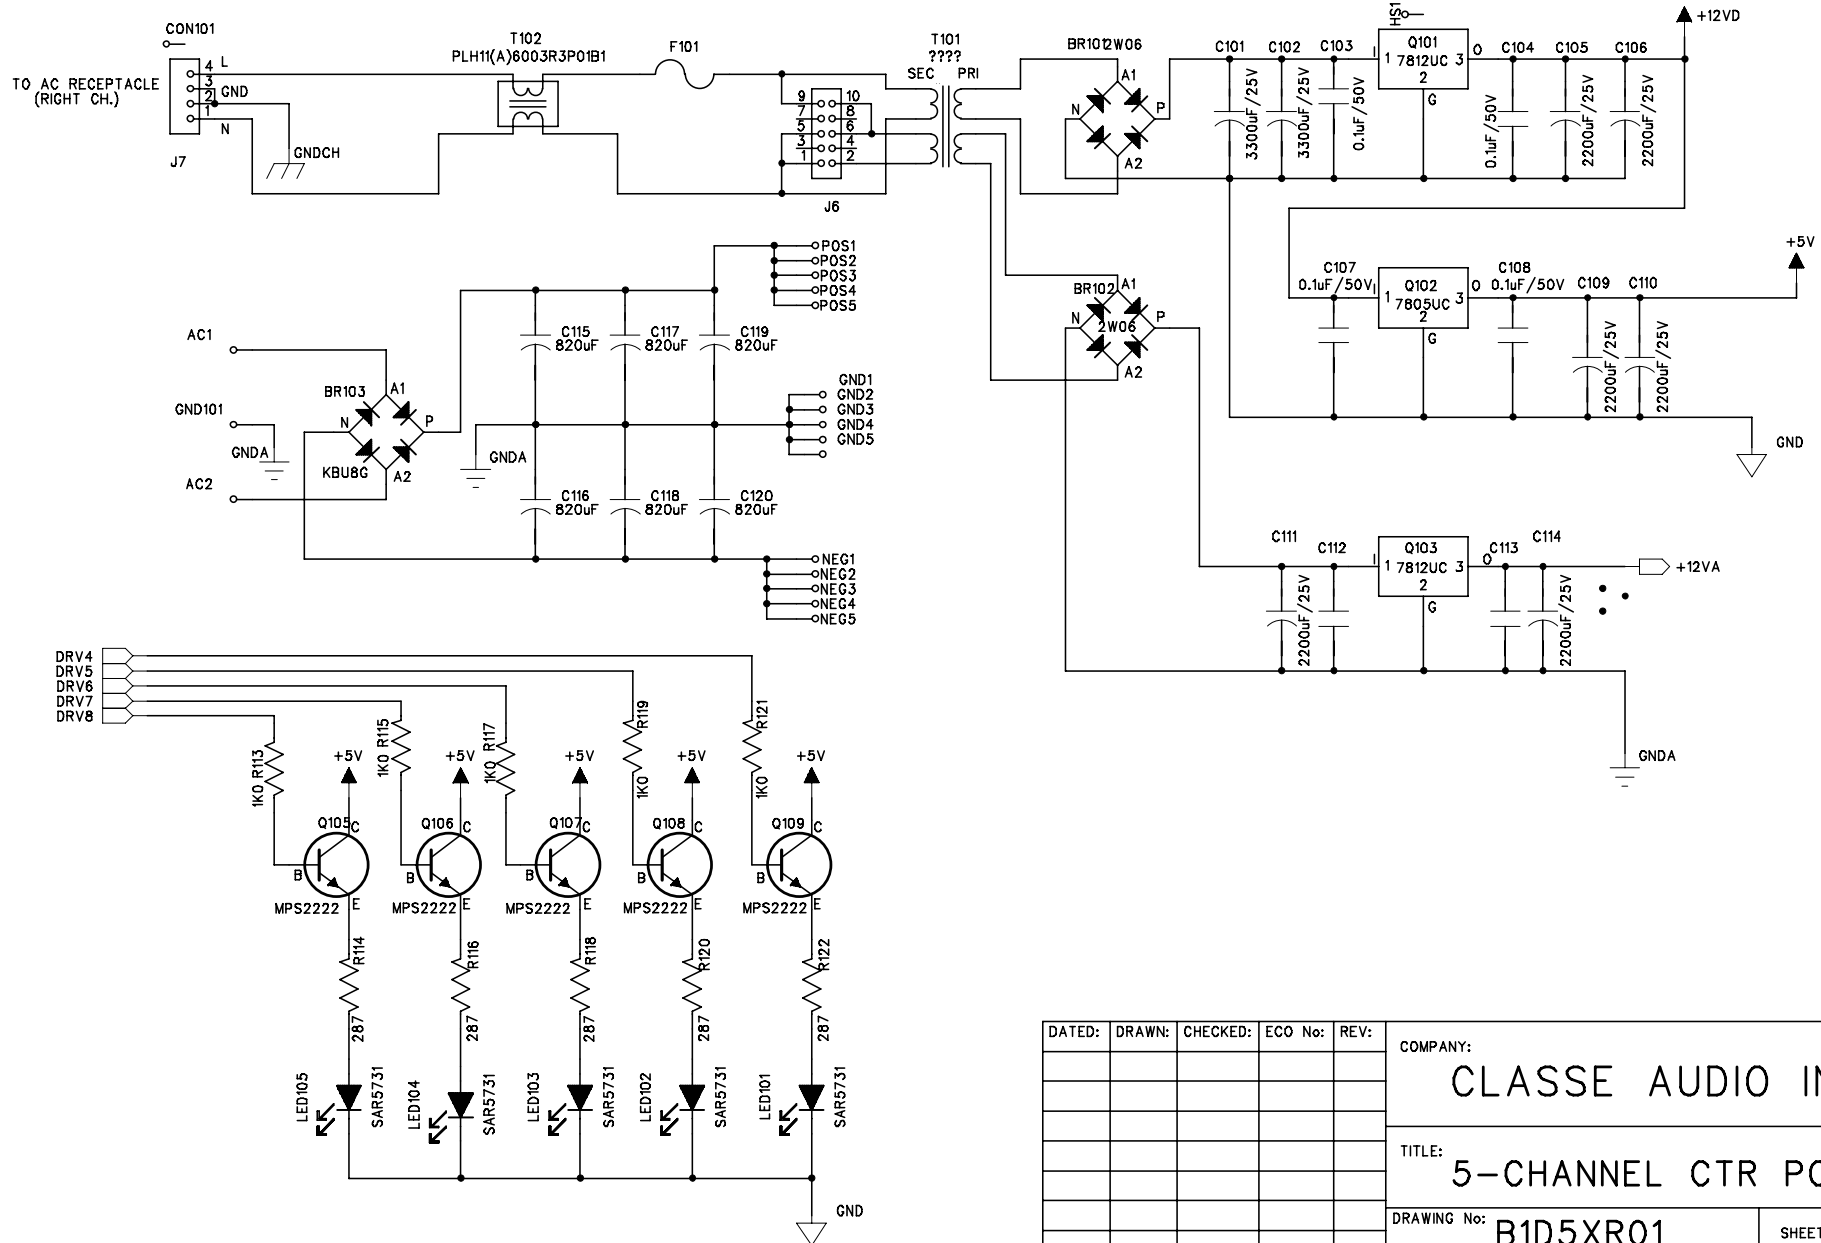 CON101
TO AC RECEPTACLE
(RIGHT CH.)
4 L
3
GND
2
1
N
J7
GNDCH
T102
PLH11(A)6003R3P01B1
F101
9 10
7 8
5 6
3 4
1 2
J6
T101
????
SEC PRI
BR101 2W06
A1
N P
A2
C101
3300uF/25V
C102
3300uF/25V
C103
0.1uF/50V
HS1
I O
Q101
1 7812UC 3
2
G
C104
0.1uF/50V
C105
2200uF/25V
C106
2200uF/25V
+12VD
POS1
POS2
POS3
POS4
POS5
BR102
A1
N P
2W06
A2
C107
0.1uF/50V
I O
Q102
1 7805UC 3
2
G
C108
0.1uF/50V
C109
2200uF/25V
C110
2200uF/25V
+5V
GND
AC1
GND101
GNDA
AC2
BR103
A1
N P
KBU8G
A2
C115
820uF
C117
820uF
C119
820uF
GNDA
GND1
GND2
GND3
GND4
GND5
C116
820uF
C118
820uF
C120
820uF
NEG1
NEG2
NEG3
NEG4
NEG5
C111
2200uF/25V
C112
I O
Q103
1 7812UC 3
2
G
C113
C114
2200uF/25V
+12VA
GNDA
DRV4
DRV5
DRV6
DRV7
DRV8
1K0 R113
1K0 R115
1K0 R117
1K0 R119
1K0 R121
+5V +5V +5V +5V +5V
Q105 C
Q106 C
Q107 C
Q108 C
Q109 C
B B B B B
MPS2222 E
MPS2222 E
MPS2222 E
MPS2222 E
MPS2222 E
R114
287
R116
287
R118
287
R120
287
R122
287
LED105
SAR5731
LED104
SAR5731
LED103
SAR5731
LED102
SAR5731
LED101
SAR5731
GND
DATED: DRAWN: CHECKED: ECO No: REV:
COMPANY:
CLASSE AUDIO IN
TITLE:
5-CHANNEL CTR PO
DRAWING No:
B1D5XR01
SHEET